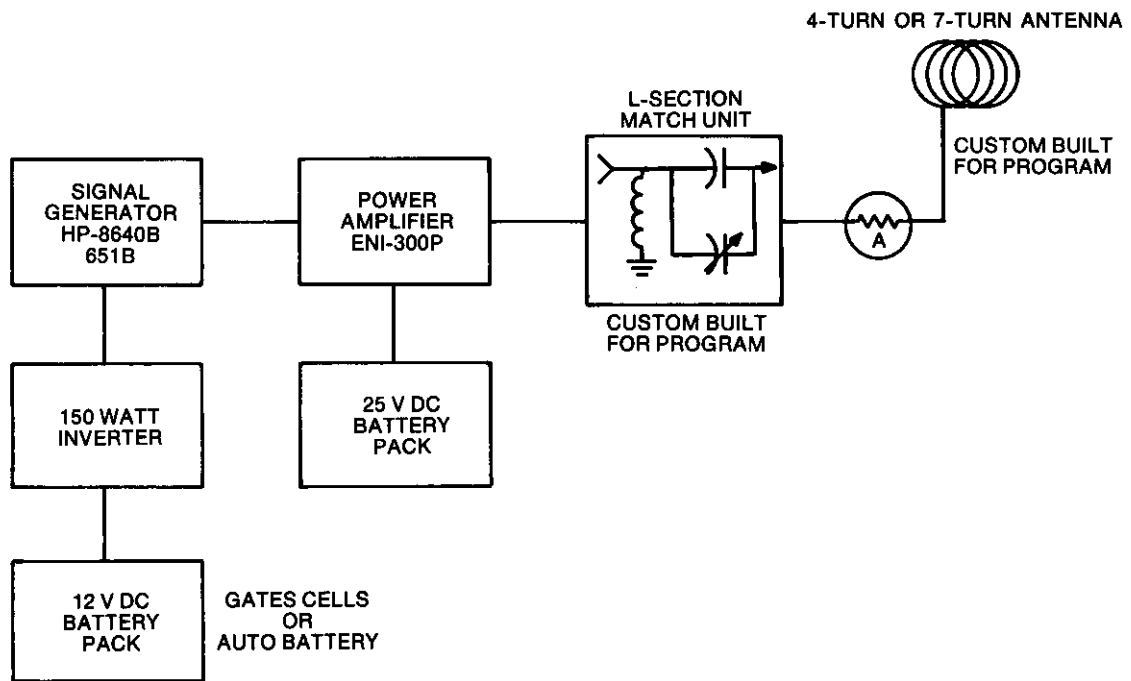 4-TURN OR 7-TURN ANTENNA
L-SECTION
MATCH UNIT
CUSTOM BUILT
FOR PROGRAM
SIGNAL
GENERATOR
HP-8640B
651B
POWER
AMPLIFIER
ENI-300P
A
CUSTOM BUILT
FOR PROGRAM
150 WATT
INVERTER
25 V DC
BATTERY
PACK
12 V DC
BATTERY
PACK
GATES CELLS
OR
AUTO BATTERY